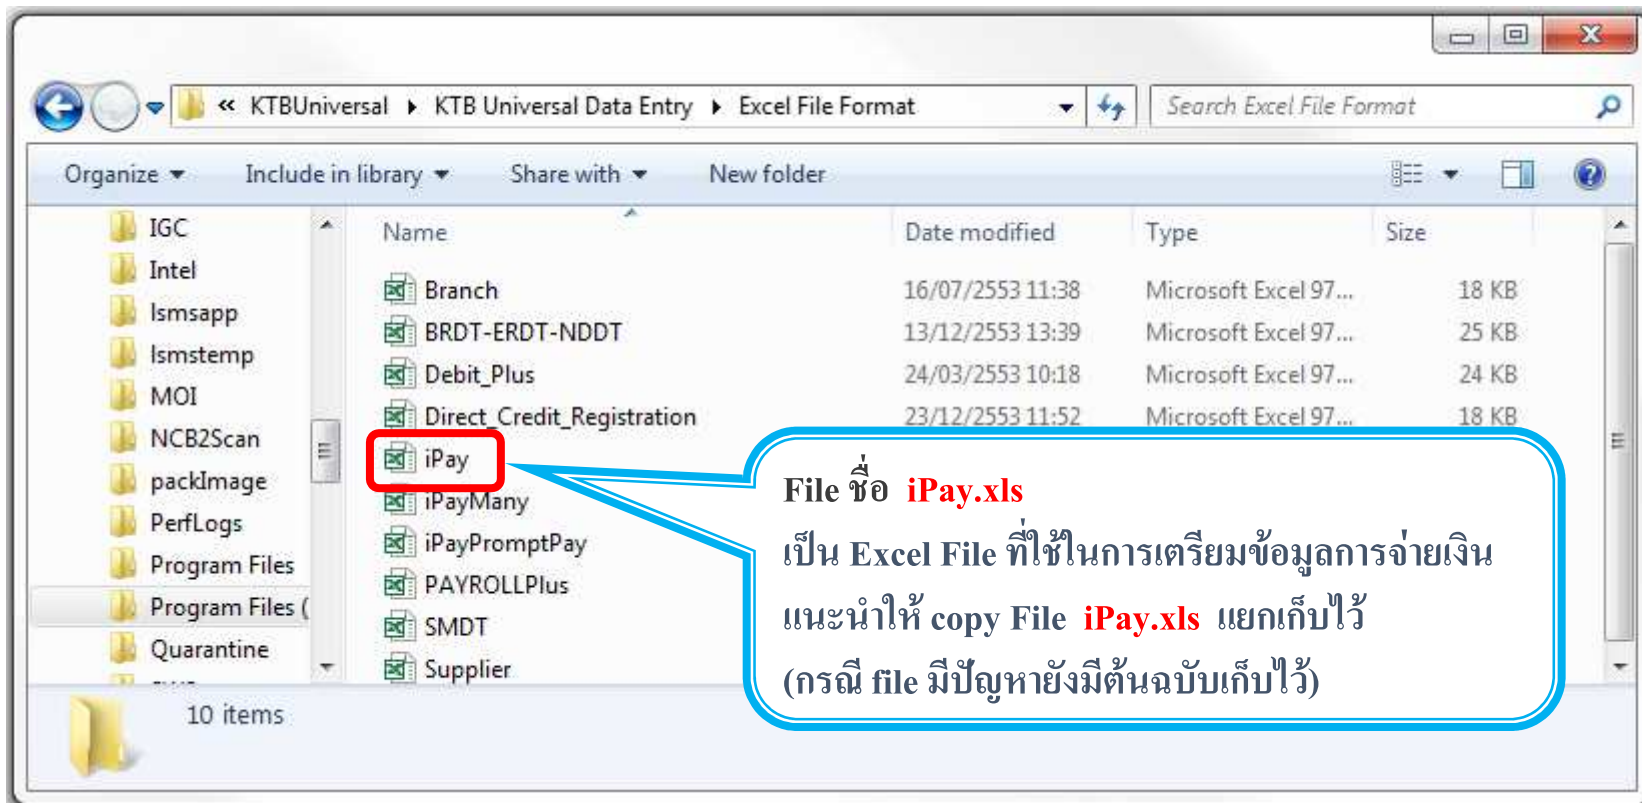 « KTBUniversal ▸ KTB Universal Data Entry ▸ Excel File Format
Search Excel File Format
Organize Include in library Share with New folder
IGC
Intel
lsmsapp
lsmstemp
MOI
NCB2Scan
packImage
PerfLogs
Program Files
Program Files (
Quarantine
Name Date modified Type Size
Branch 16/07/2553 11:38 Microsoft Excel 97... 18 KB
BRDT-ERDT-NDDT 13/12/2553 13:39 Microsoft Excel 97... 25 KB
Debit_Plus 24/03/2553 10:18 Microsoft Excel 97... 24 KB
Direct_Credit_Registration 23/12/2553 11:52 Microsoft Excel 97... 18 KB
iPay
iPayMany
iPayPromptPay
PAYROLLPlus
SMDT
Supplier
File ชื่อ iPay.xls
เป็น Excel File ที่ใช้ในการเตรียมข้อมูลการจ่ายเงิน
แนะนำให้ copy File iPay.xls แยกเก็บไว้
(กรณี file มีปัญหายังมีต้นฉบับเก็บไว้)
10 items